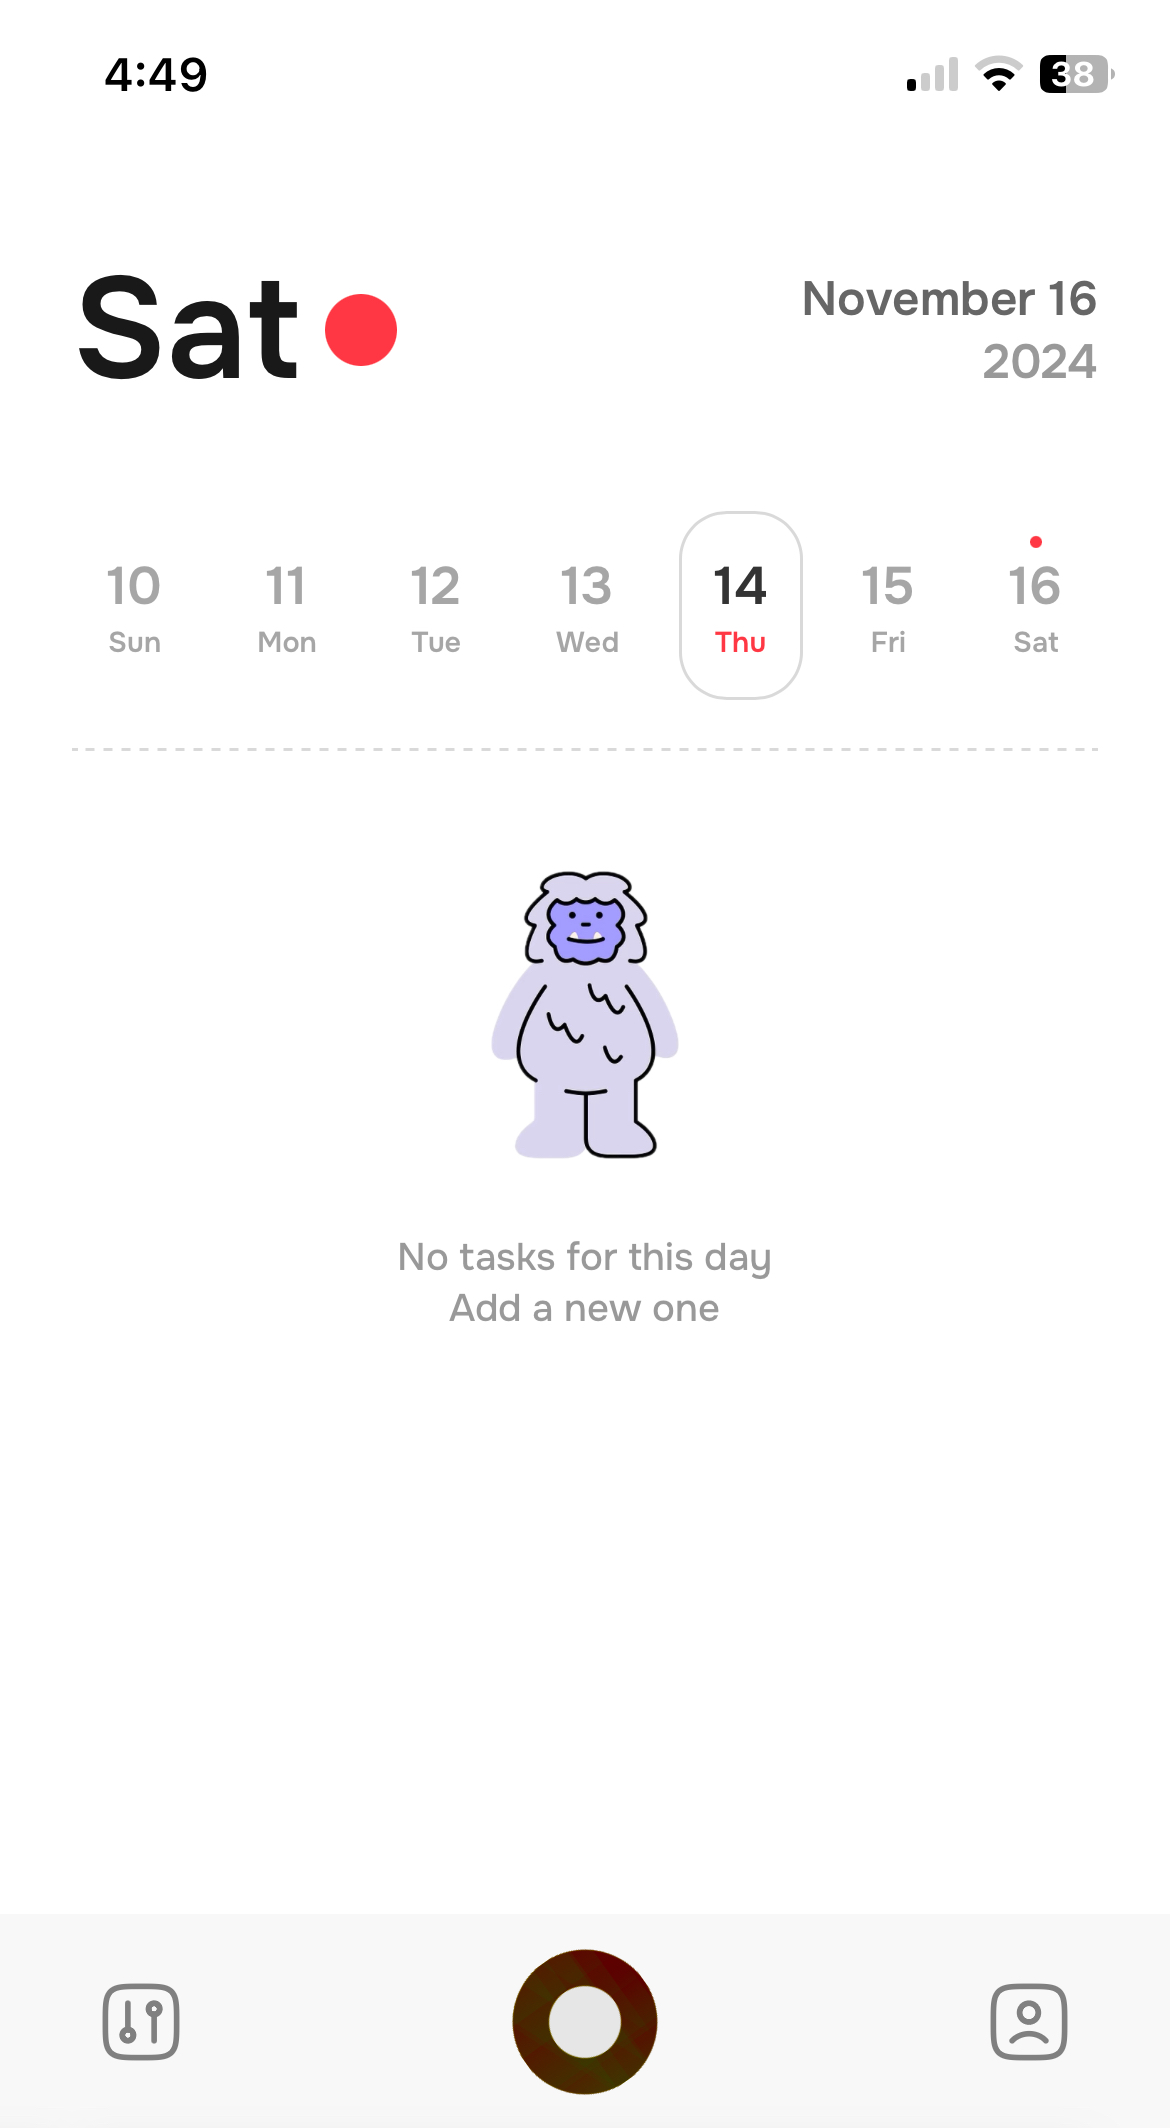 4:49
38
Sat
November 16
2024
10 11 12 13 14 15 16
Sun Mon Tue Wed Thu Fri Sat
No tasks for this day
Add a new one